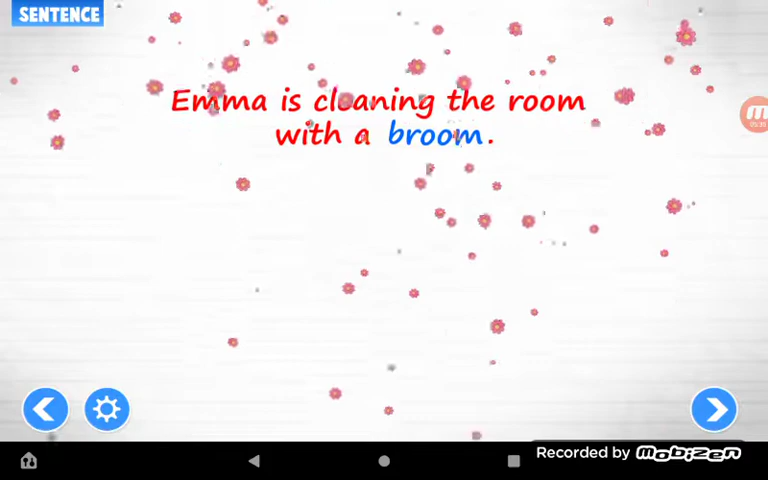 SENTENCE
Emma is cleaning the room
with a broom.
Recorded by MOBIZEN